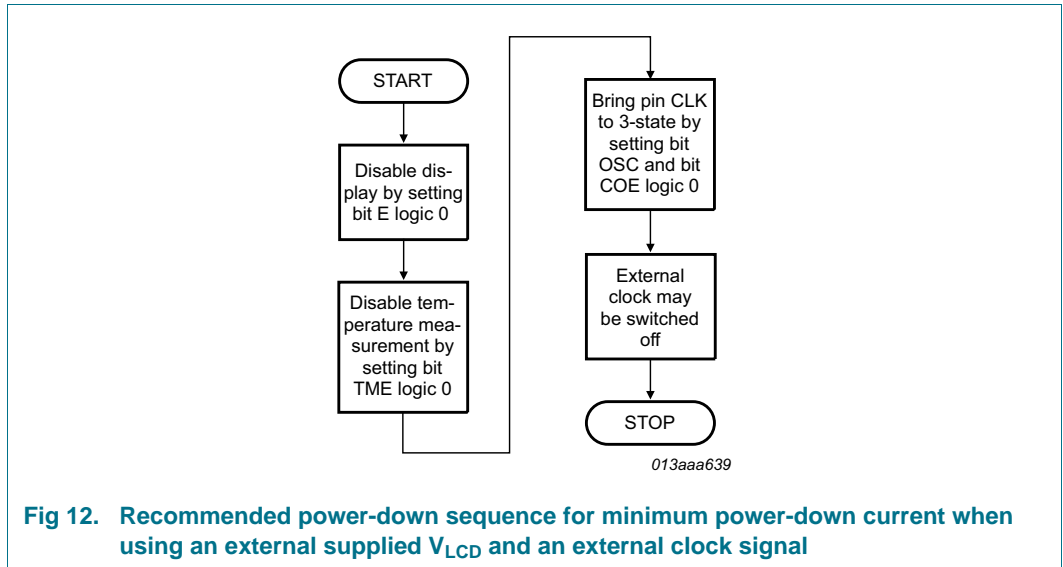 START
Disable dis-
play by setting
bit E logic 0
Disable tem-
perature mea-
surement by
setting bit
TME logic 0
Bring pin CLK
to 3-state by
setting bit
OSC and bit
COE logic 0
External
clock may
be switched
off
STOP
013aaa639
Fig 12. Recommended power-down sequence for minimum power-down current when
using an external supplied VLCD and an external clock signal